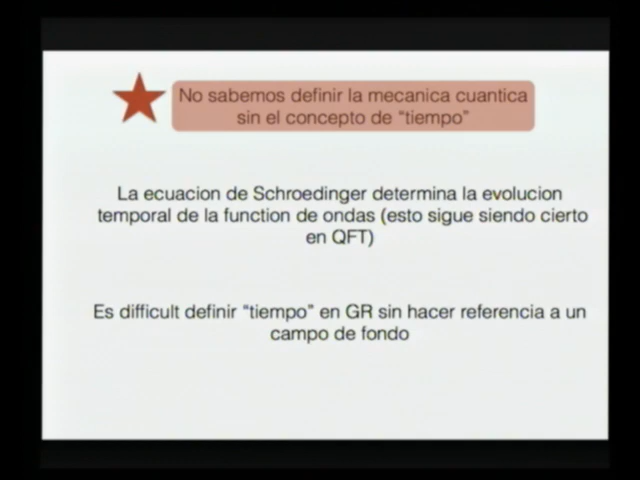 No sabemos definir la mecanica cuantica
sin el concepto de "tiempo"
La ecuacion de Schroedinger determina la evolucion
temporal de la function de ondas (esto sigue siendo cierto
en QFT)
Es difficult definir "tiempo" en GR sin hacer referencia a un
campo de fondo